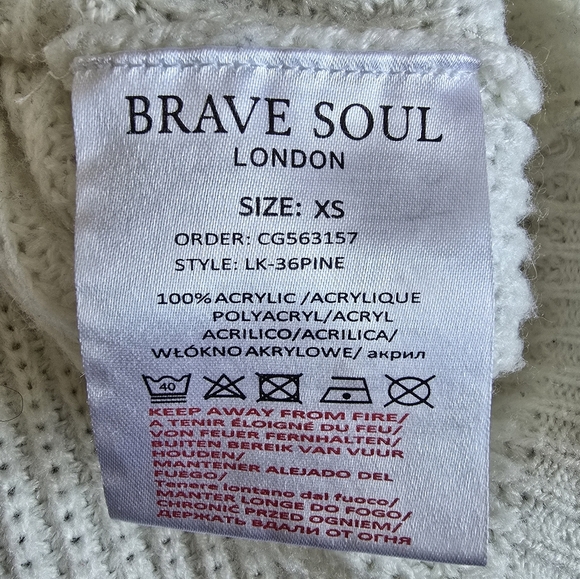 BRAVE SOUL
LONDON
SIZE: XS
ORDER: CG563157
STYLE: LK-36PINE
100% ACRYLIC /ACRYLIQUE
POLYACRYL/ACRYL
ACRILICO/ACRILICA/
WŁÓKNO AKRYLOWE/ акрил
40
KEEP AWAY FROM FIRE/
A TENIR ÉLOIGNÉ DU FEU/
VON FEUER FERNHALTEN/
BUITEN BEREIK VAN VUUR
HOUDEN/
MANTENER ALEJADO DEL
FUEGO/
Tenere lontano dal fuoco/
MANTER LONGE DO FOGO/
CHRONIĆ PRZED OGNIEM/
ДЕРЖАТЬ ВДАЛИ ОТ ОГНЯ